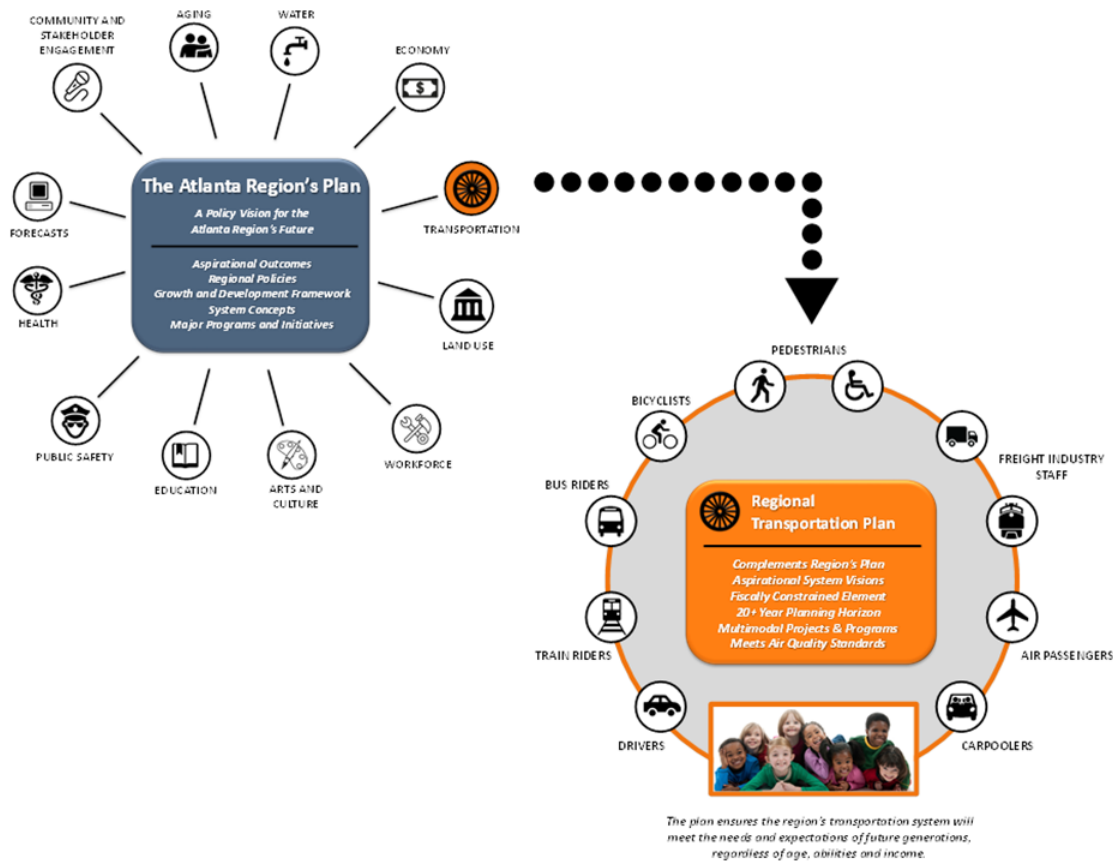 COMMUNITY AND
STAKEHOLDER
ENGAGEMENT
AGING
WATER
ECONOMY
The Atlanta Region's Plan
A Policy Vision for the
Atlanta Region's Future
Aspirational Outcomes
Regional Policies
Growth and Development Framework
System Concepts
Major Programs and Initiatives
TRANSPORTATION
FORECASTS
HEALTH
LAND USE
PUBLIC SAFETY
EDUCATION
ARTS AND
CULTURE
WORKFORCE
PEDESTRIANS
BICYCLISTS
FREIGHT INDUSTRY
STAFF
BUS RIDERS
Regional
Transportation Plan
Complements Region's Plan
Aspirational System Visions
Fiscally Constrained Element
20+ Year Planning Horizon
Multimodal Projects & Programs
Meets Air Quality Standards
TRAIN RIDERS
AIR PASSENGERS
DRIVERS
CARPOOLERS
The plan ensures the region's transportation system will
meet the needs and expectations of future generations,
regardless of age, abilities and income.